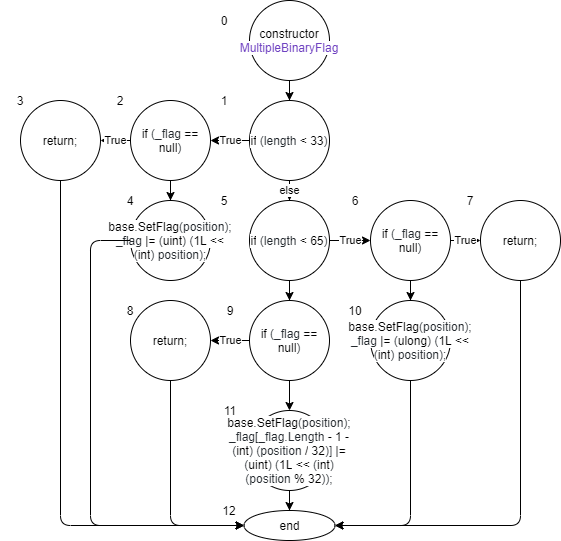 0
constructor
MultipleBinaryFlag
3
2
1
return;
True
if (_flag ==
null)
True
if (length < 33)
else
4
base.SetFlag(position);
_flag |= (uint) (1L <<
(int) position);
5
if (length < 65)
True
6
if (_flag ==
null)
True
7
return;
8
return;
True
9
if (_flag ==
null)
10
base.SetFlag(position);
_flag |= (ulong) (1L <<
(int) position);
11
base.SetFlag(position);
_flag[_flag.Length - 1 -
(int) (position / 32)] |=
(uint) (1L << (int)
(position % 32));
12
end